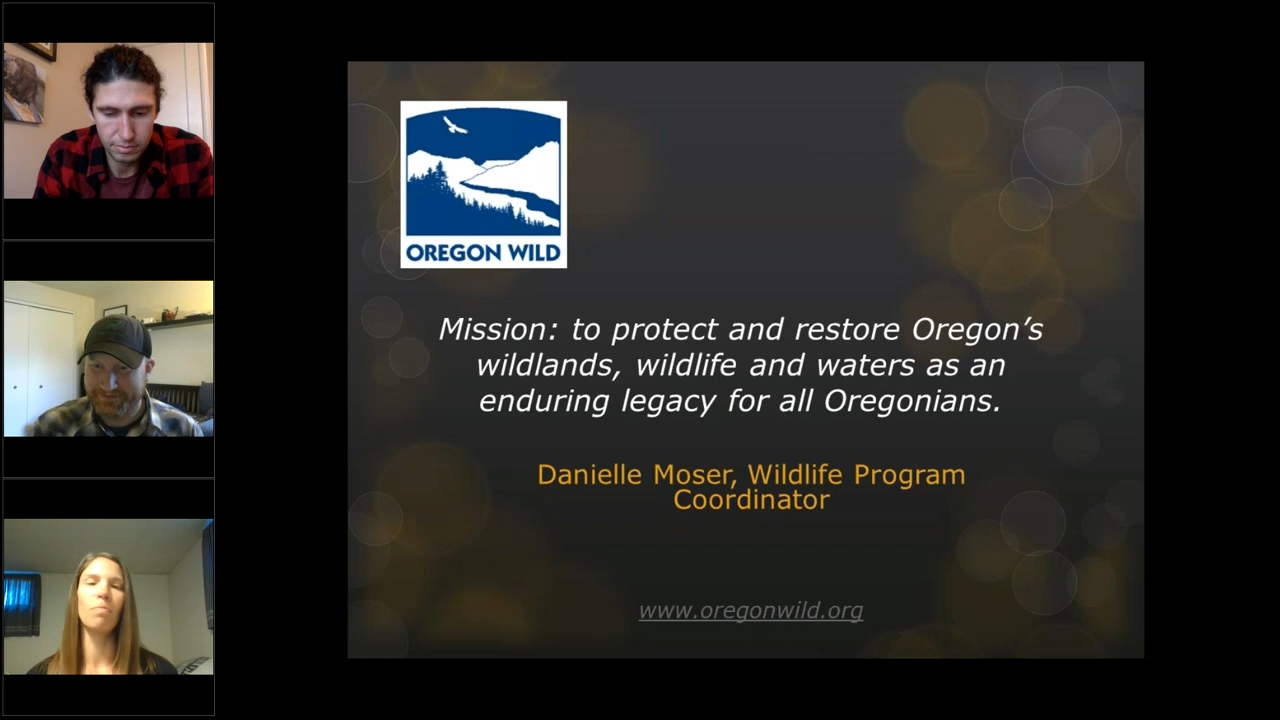 OREGON WILD
Mission: to protect and restore Oregon’s
wildlands, wildlife and waters as an
enduring legacy for all Oregonians.
Danielle Moser, Wildlife Program
Coordinator
www.oregonwild.org